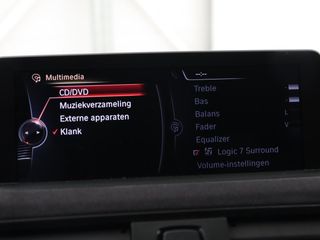 Multimedia
CD/DVD
Muziekverzameling
Externe apparaten
Klank
--:--
Treble
Bas
Balans L
Fader V
Equalizer
Logic 7 Surround
Volume-instellingen